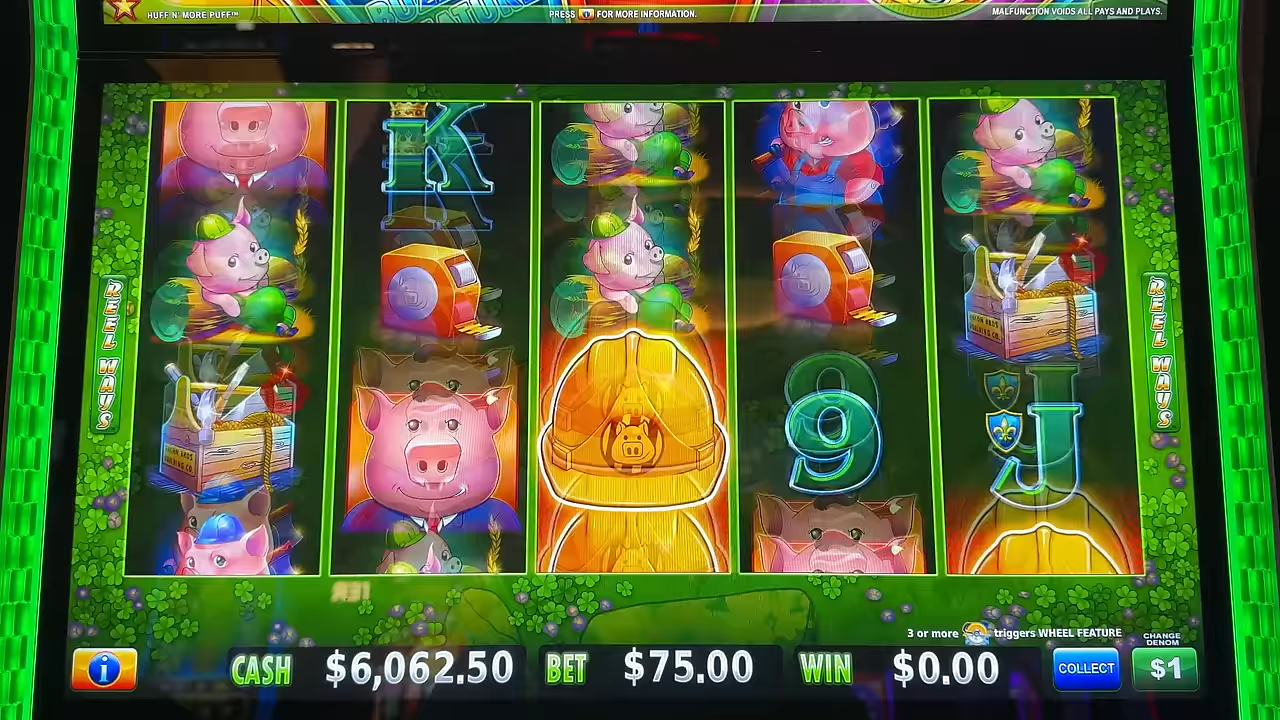 HUFF N' MORE PUFF™
PRESS i FOR MORE INFORMATION.
MALFUNCTION VOIDS ALL PAYS AND PLAYS.
K
REEL WAYS
REEL WAYS
9
J
3 or more triggers WHEEL FEATURE
CHANGE DENOM
i
CASH $6,062.50
BET $75.00
WIN $0.00
COLLECT
$1